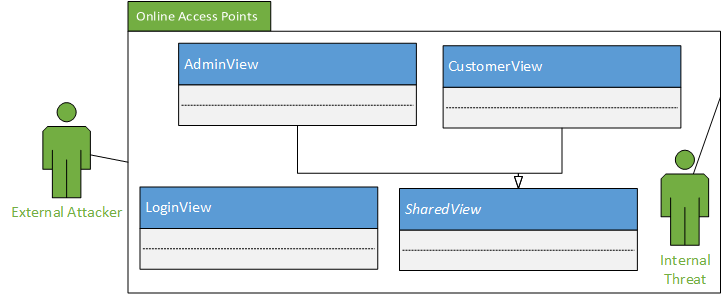 Online Access Points
AdminView
CustomerView
External Attacker
LoginView
SharedView
Internal
Threat